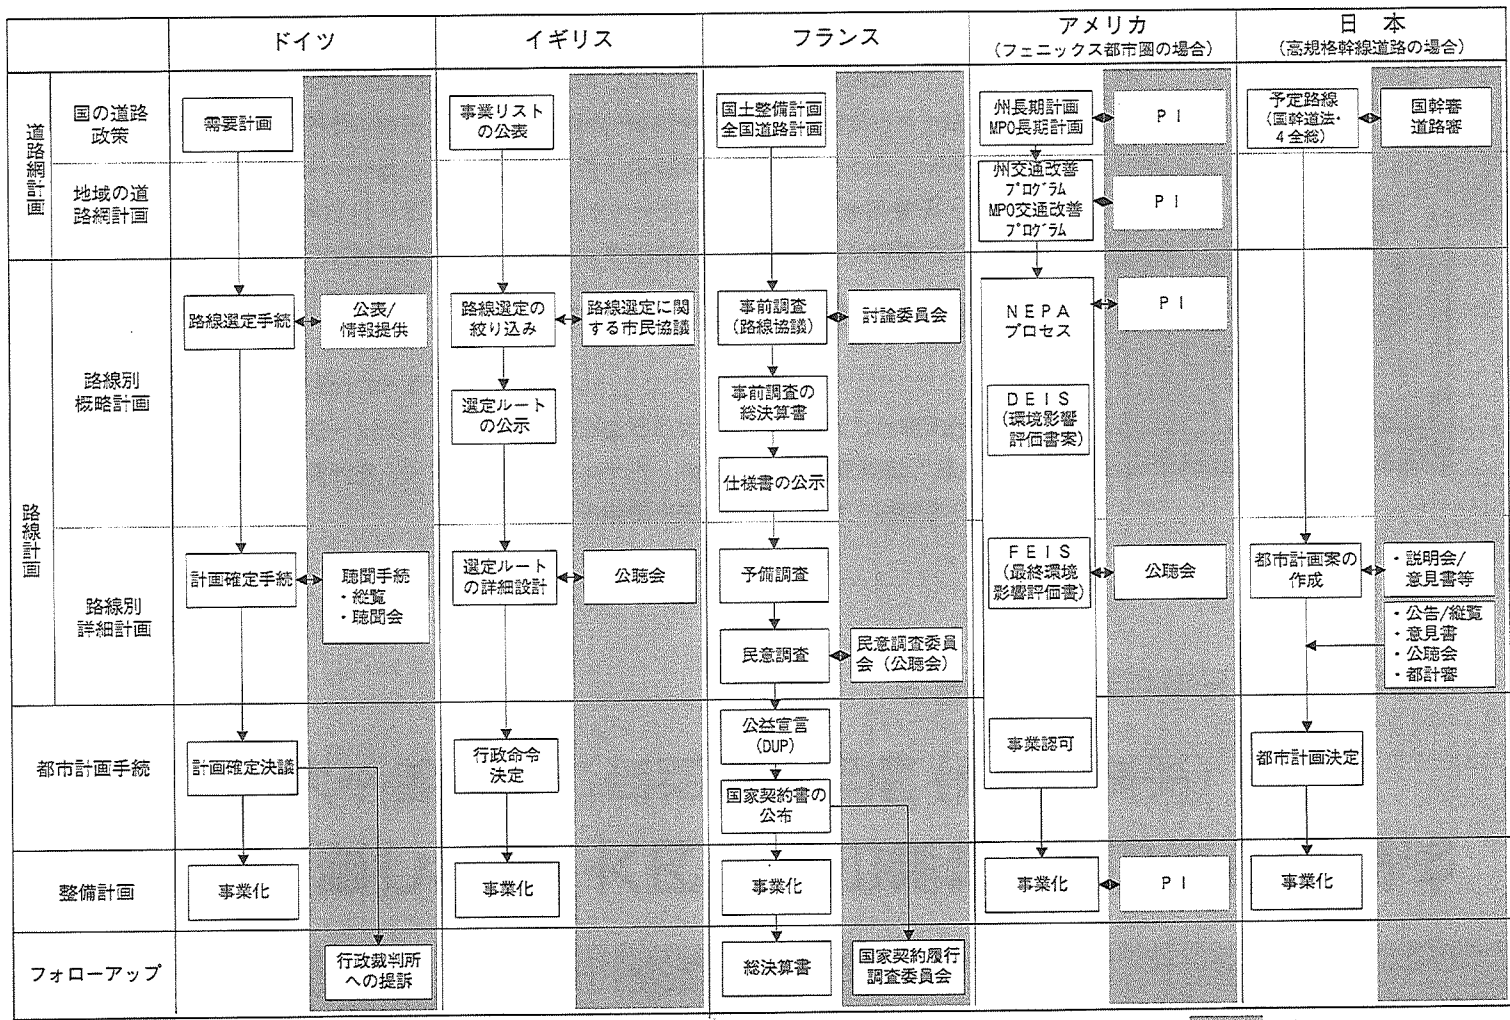 ドイツ
イギリス
フランス
アメリカ
(フェニックス都市圏の場合)
日 本
(高規格幹線道路の場合)
道路網計画
国の道路
政策
需要計画
事業リスト
の公表
国土整備計画
全国道路計画
州長期計画
MPO長期計画
P I
予定路線
(国幹道法・
4全総)
国幹審
道路審
地域の道
路網計画
州交通改善
プログラム
MPO交通改善
プログラム
P I
路線計画
路線別
概略計画
路線選定手続
公表/
情報提供
路線選定の
絞り込み
路線選定に関
する市民協議
事前調査
(路線協議)
討論委員会
NEPA
プロセス
P I
選定ルート
の公示
事前調査の
総決算書
DEIS
(環境影響
評価書案)
仕様書の公示
路線別
詳細計画
計画確定手続
聴聞手続
・縦覧
・聴聞会
選定ルート
の詳細設計
公聴会
予備調査
FEIS
(最終環境
影響評価書)
公聴会
都市計画案の
作成
・説明会/
意見書等
民意調査
民意調査委員
会(公聴会)
・公告/縦覧
・意見書
・公聴会
・都計審
都市計画手続
計画確定決議
行政命令
決定
公益宣言
(DUP)
国家契約書の
公布
事業認可
都市計画決定
整備計画
事業化
事業化
事業化
事業化
P I
事業化
フォローアップ
行政裁判所
への提訴
総決算書
国家契約履行
調査委員会